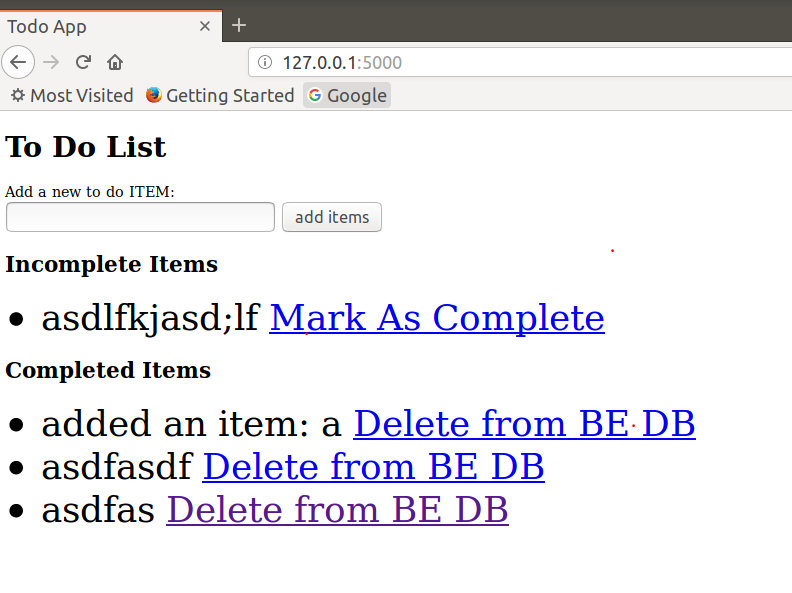 Todo App
127.0.0.1:5000
Most Visited Getting Started Google
To Do List
Add a new to do ITEM:
add items
Incomplete Items
asdlfkjasd;lf Mark As Complete
Completed Items
added an item: a Delete from BE DB
asdfasdf Delete from BE DB
asdfas Delete from BE DB